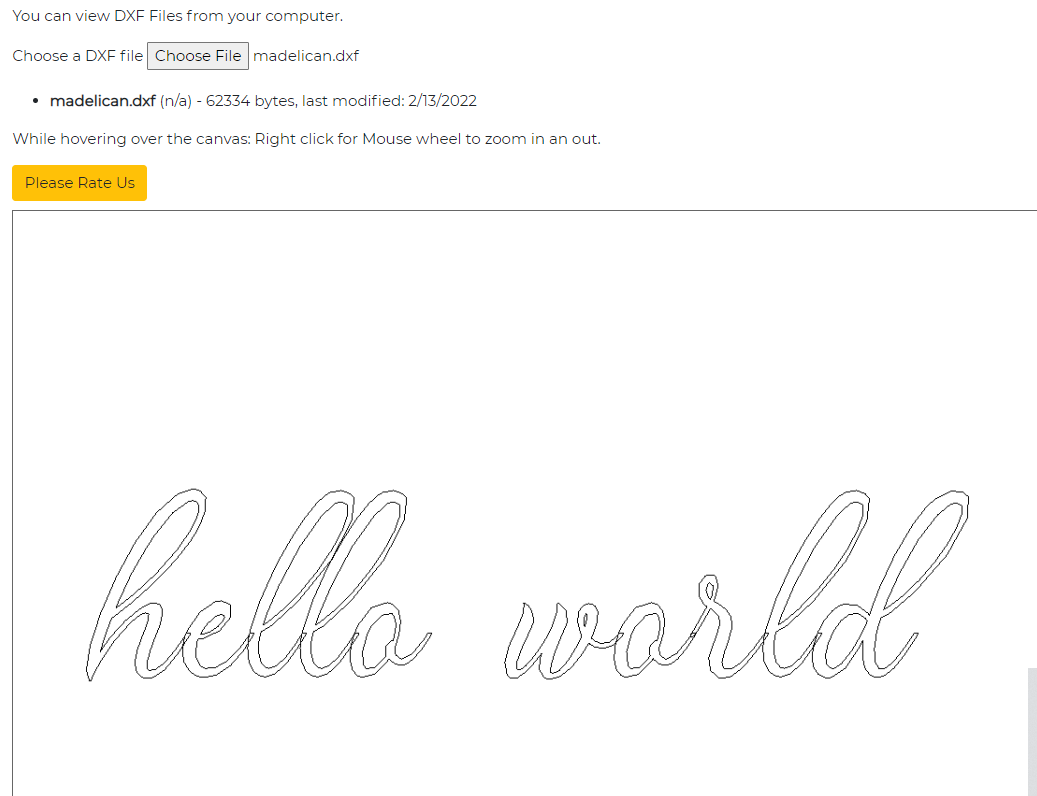 You can view DXF Files from your computer.
Choose a DXF file Choose File madelican.dxf
• madelican.dxf (n/a) - 62334 bytes, last modified: 2/13/2022
While hovering over the canvas: Right click for Mouse wheel to zoom in an out.
Please Rate Us
hello world